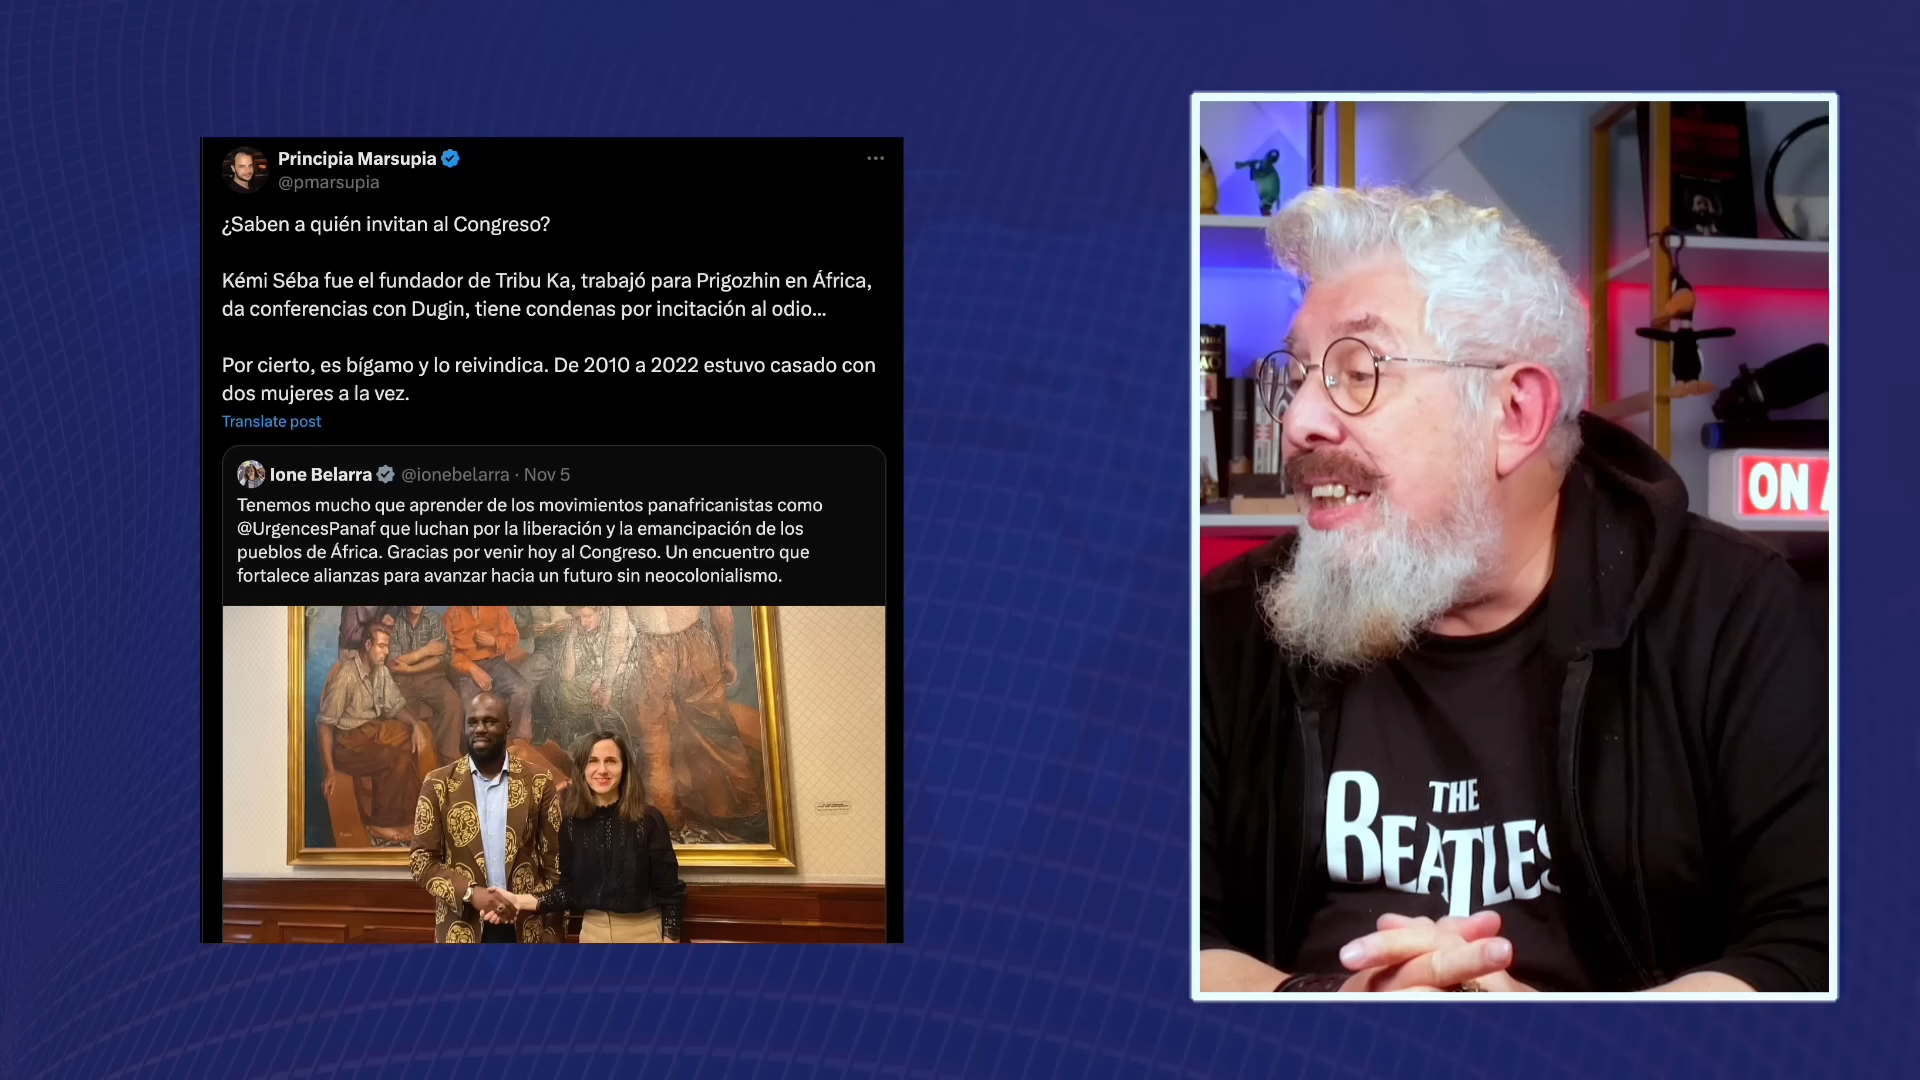 Principia Marsupia
@pmarsupia
¿Saben a quién invitan al Congreso?
Kémi Séba fue el fundador de Tribu Ka, trabajó para Prigozhin en África,
da conferencias con Dugin, tiene condenas por incitación al odio...
Por cierto, es bígamo y lo reivindica. De 2010 a 2022 estuvo casado con
dos mujeres a la vez.
Translate post
Ione Belarra @ionebelarra · Nov 5
Tenemos mucho que aprender de los movimientos panafricanistas como
@UrgencesPanaf que luchan por la liberación y la emancipación de los
pueblos de África. Gracias por venir hoy al Congreso. Un encuentro que
fortalece alianzas para avanzar hacia un futuro sin neocolonialismo.
ON A
THE
BEATLES